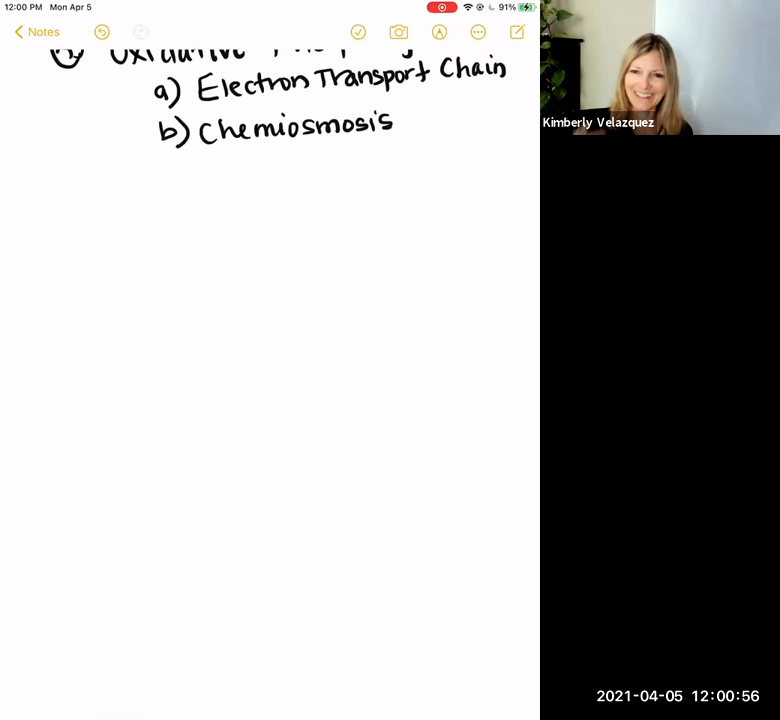 12:00 PM Mon Apr 5
91%
Notes
a) Electron Transport Chain
b) Chemiosmosis
Kimberly Velazquez
2021-04-05 12:00:56